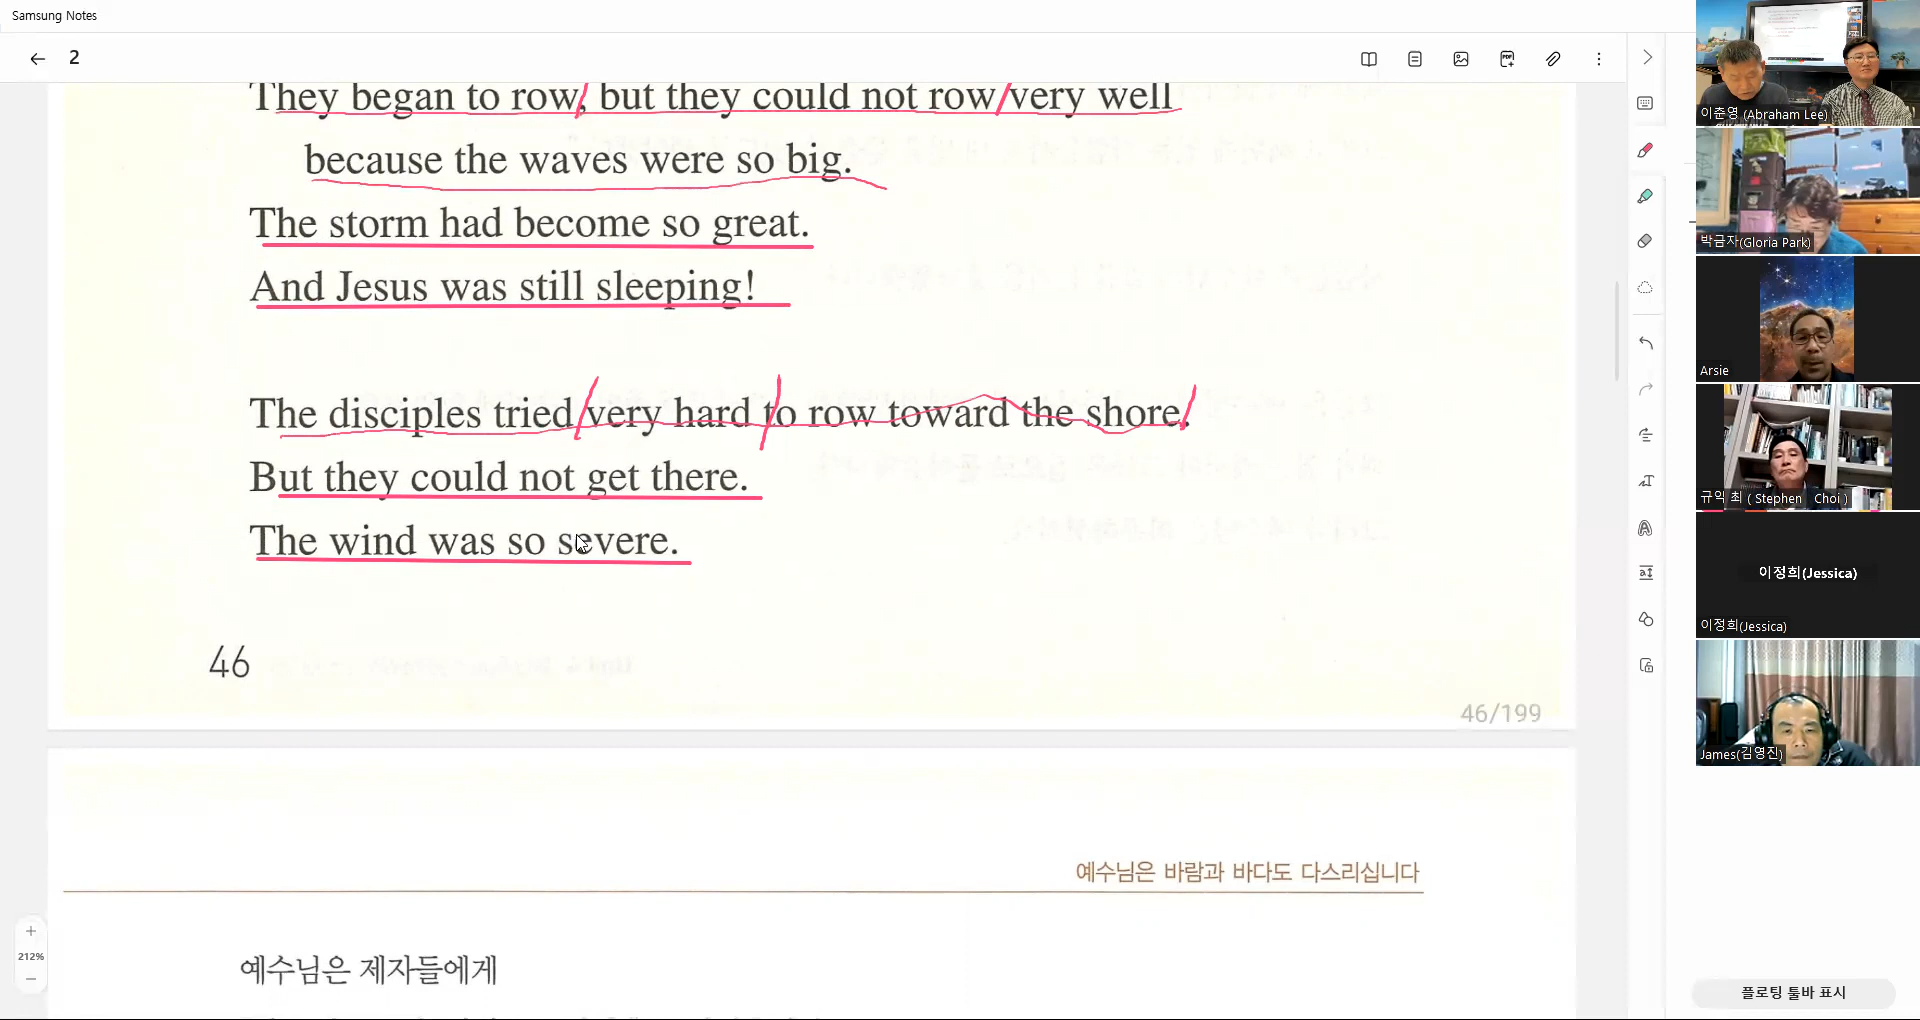 Samsung Notes
2
They began to row, but they could not row very well
because the waves were so big.
The storm had become so great.
And Jesus was still sleeping!
The disciples tried very hard to row toward the shore.
But they could not get there.
The wind was so severe.
46
46/199
예수님은 바람과 바다도 다스리십니다
예수님은 제자들에게
212%
이춘영 (Abraham Lee)
박금자(Gloria Park)
Arsie
규익 최 ( Stephen Choi )
이정희(Jessica)
이정희(Jessica)
James(김영진)
플로팅 툴바 표시